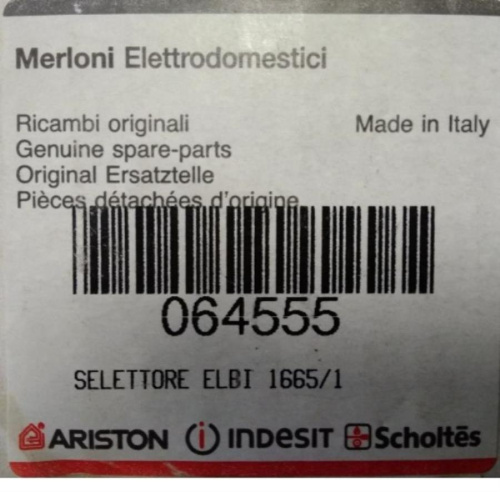 Merloni Elettrodomestici
Ricambi originali Made in Italy
Genuine spare-parts
Original Ersatztelle
Pièces détachées d'origine
064555
SELETTORE ELBI 1665/1
ARISTON indesit Scholtēs